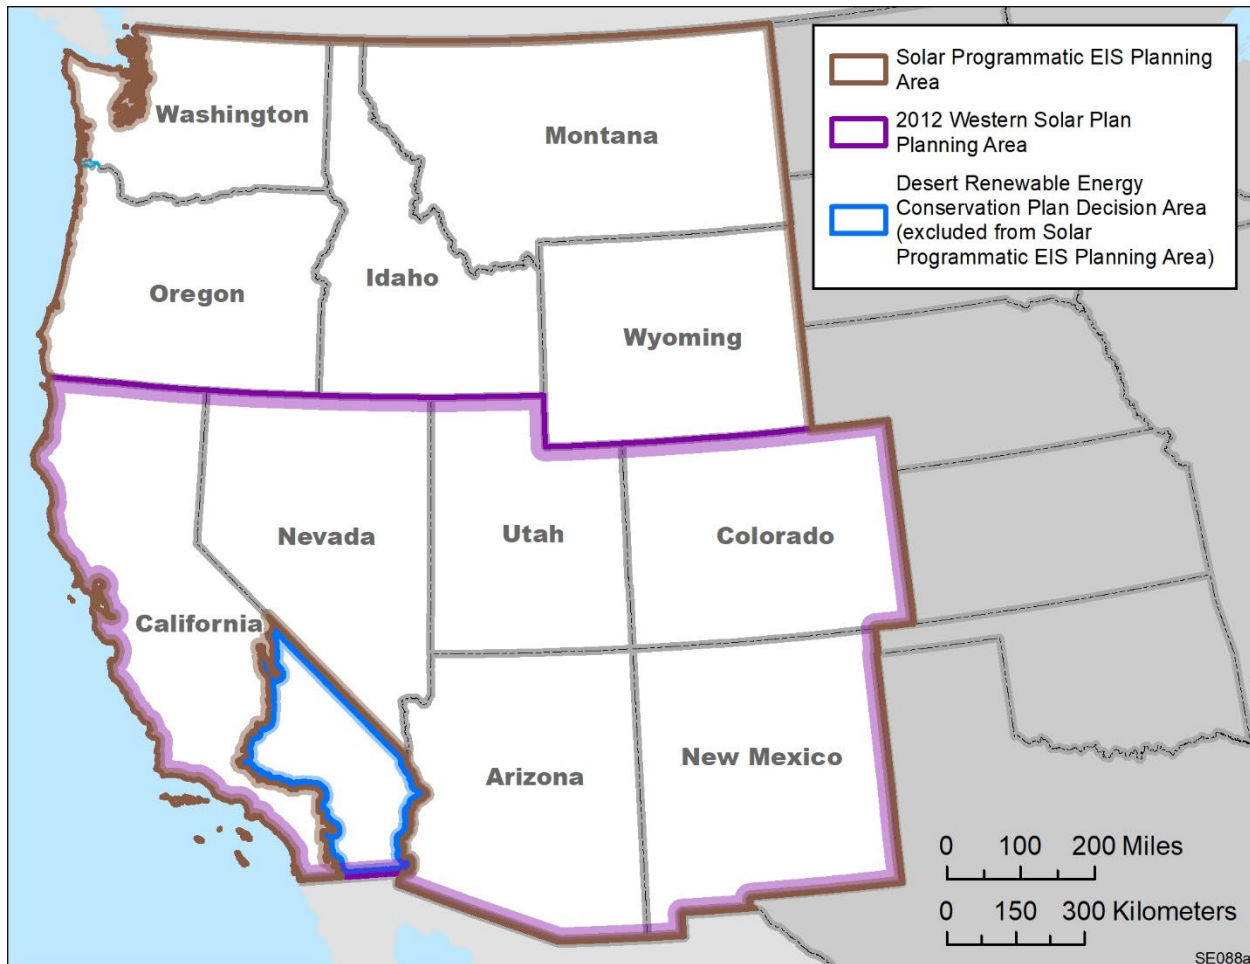 Solar Programmatic EIS Planning
Area
2012 Western Solar Plan
Planning Area
Desert Renewable Energy
Conservation Plan Decision Area
(excluded from Solar
Programmatic EIS Planning Area)
Washington
Montana
Oregon
Idaho
Wyoming
Nevada
Utah
Colorado
California
Arizona
New Mexico
0 100 200 Miles
0 150 300 Kilometers
SE088a